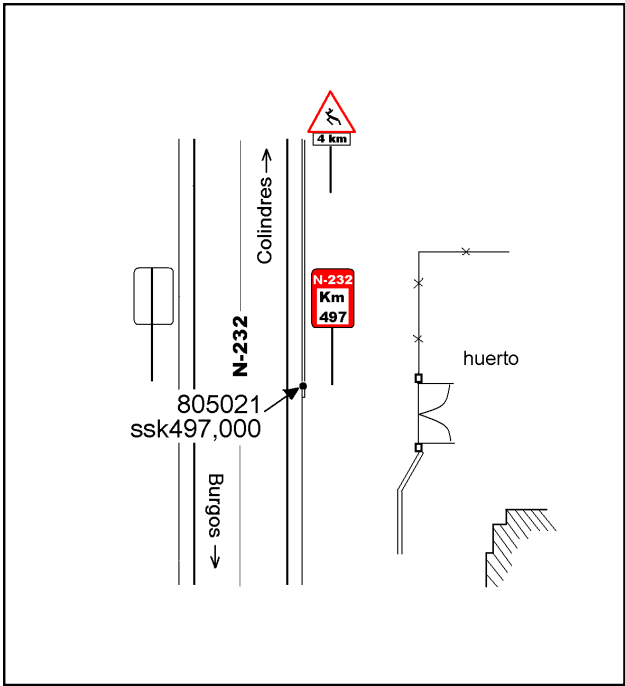 4 km
Colindres
N-232
Km
497
N-232
huerto
805021
ssk497,000
Burgos